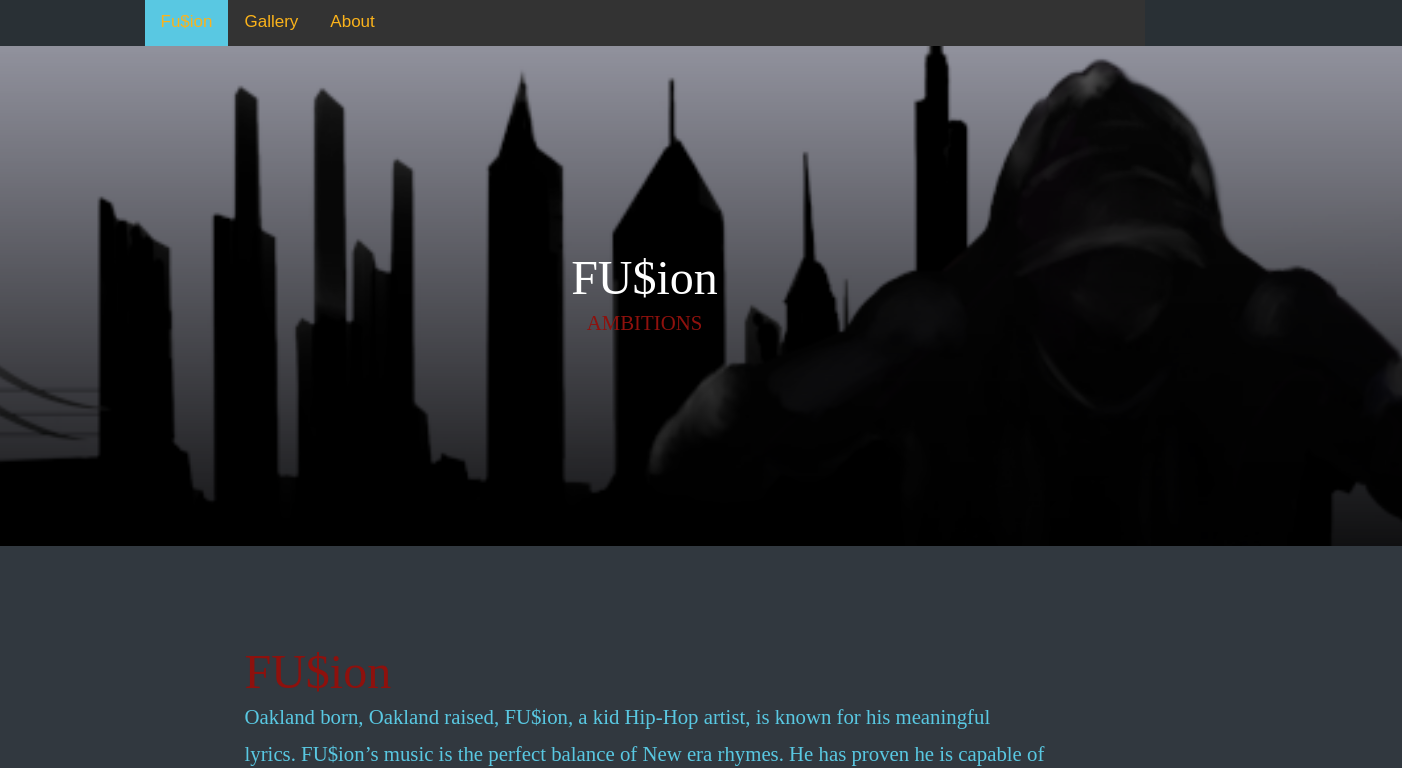 Fu$ion Gallery About
FU$ion
AMBITIONS
FU$ion
Oakland born, Oakland raised, FU$ion, a kid Hip-Hop artist, is known for his meaningful
lyrics. FU$ion’s music is the perfect balance of New era rhymes. He has proven he is capable of